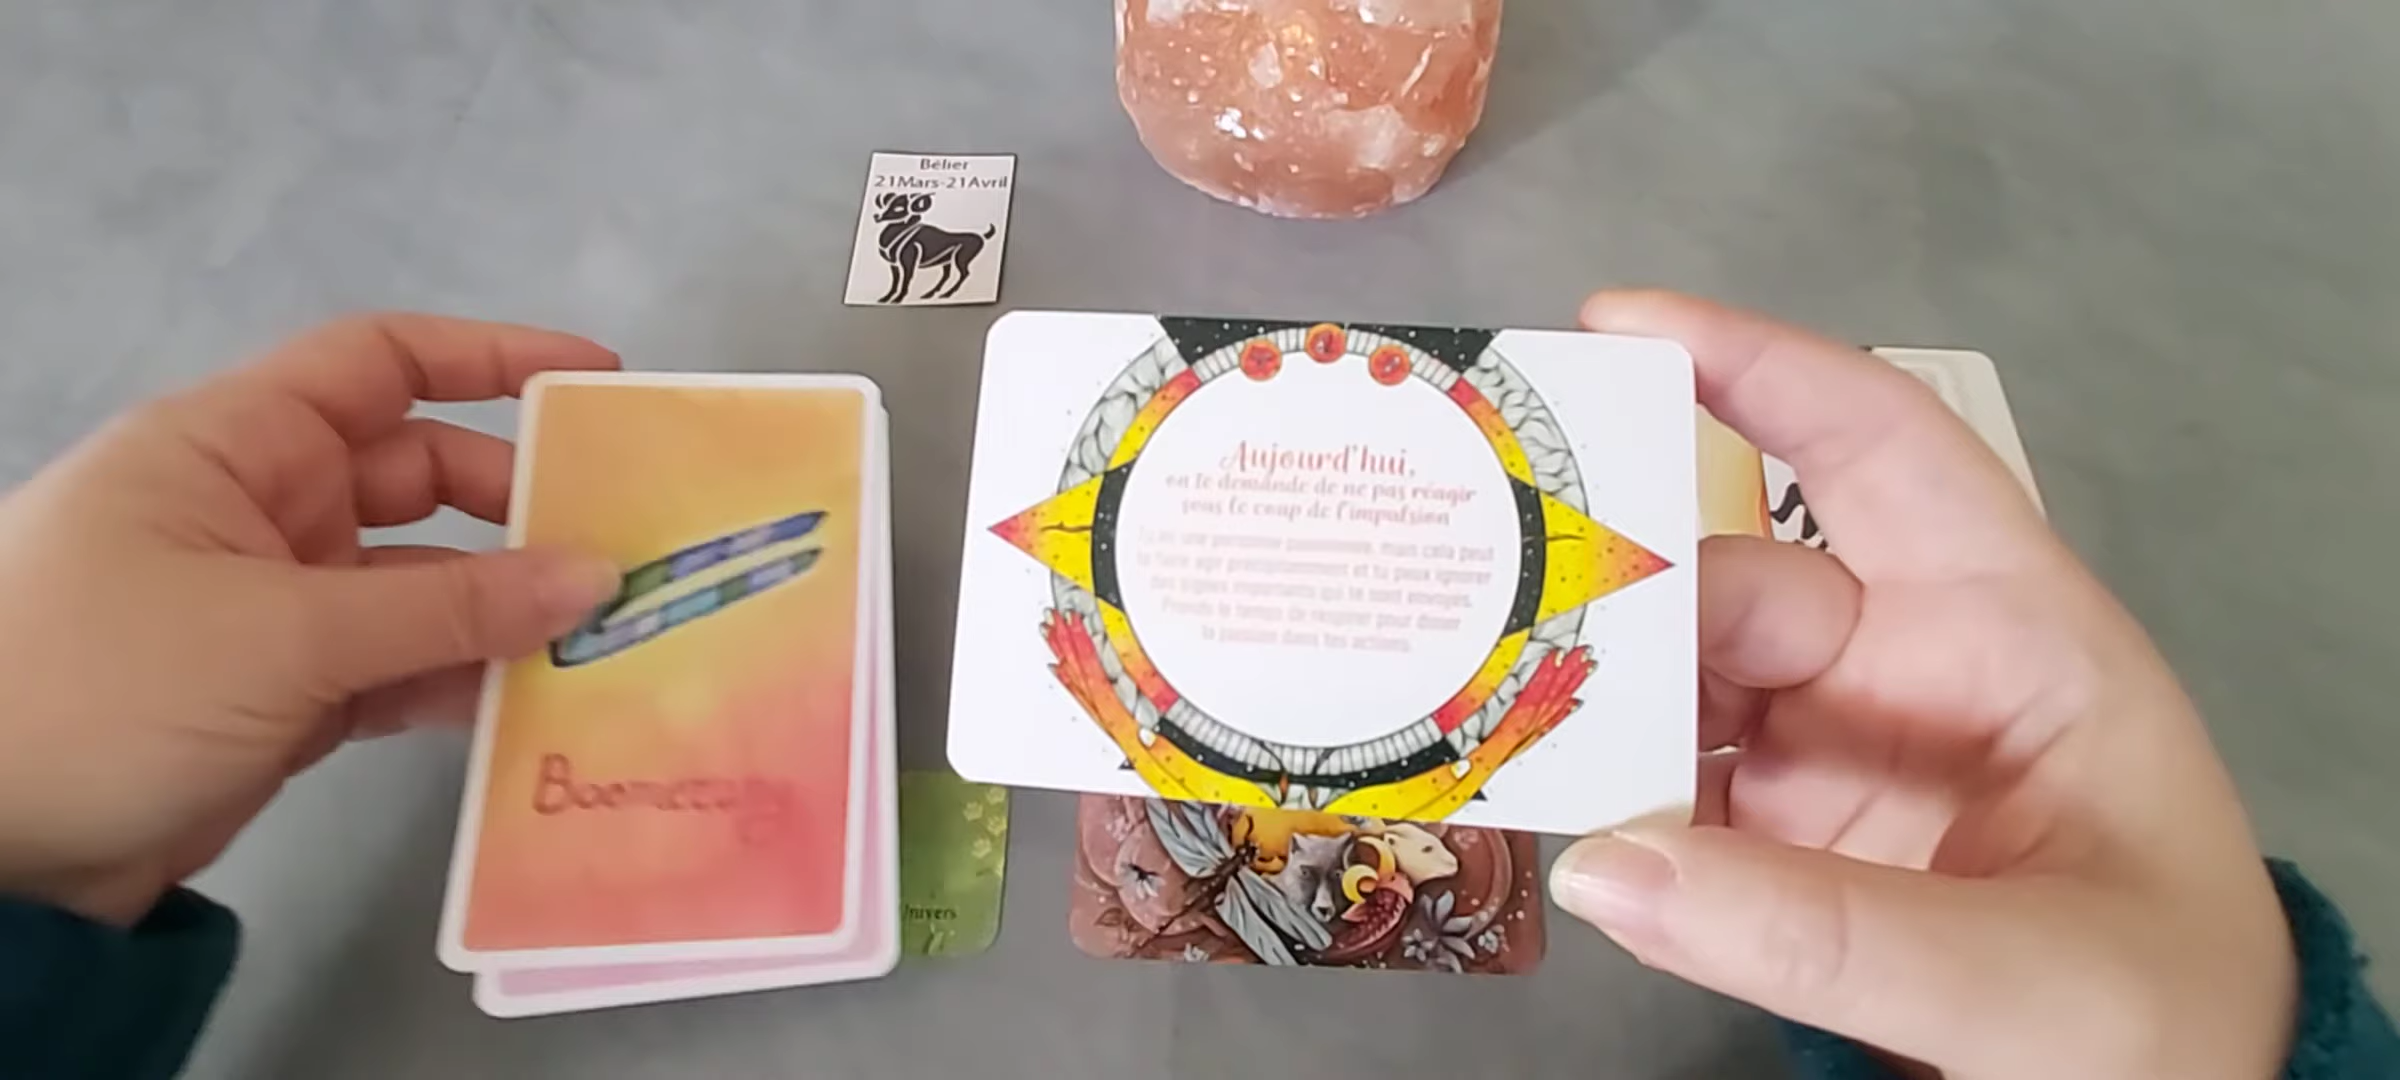 Bélier
21Mars-21Avril
Aujourd'hui,
on te demande de ne pas réagir
sous le coup de l'impulsion
Tu es une personne passionnée, mais cela peut
te faire agir précipitamment et tu peux ignorer
des signes importants qui te sont envoyés.
Prends le temps de respirer pour doser
la passion dans tes actions.
Boomerang
Univers